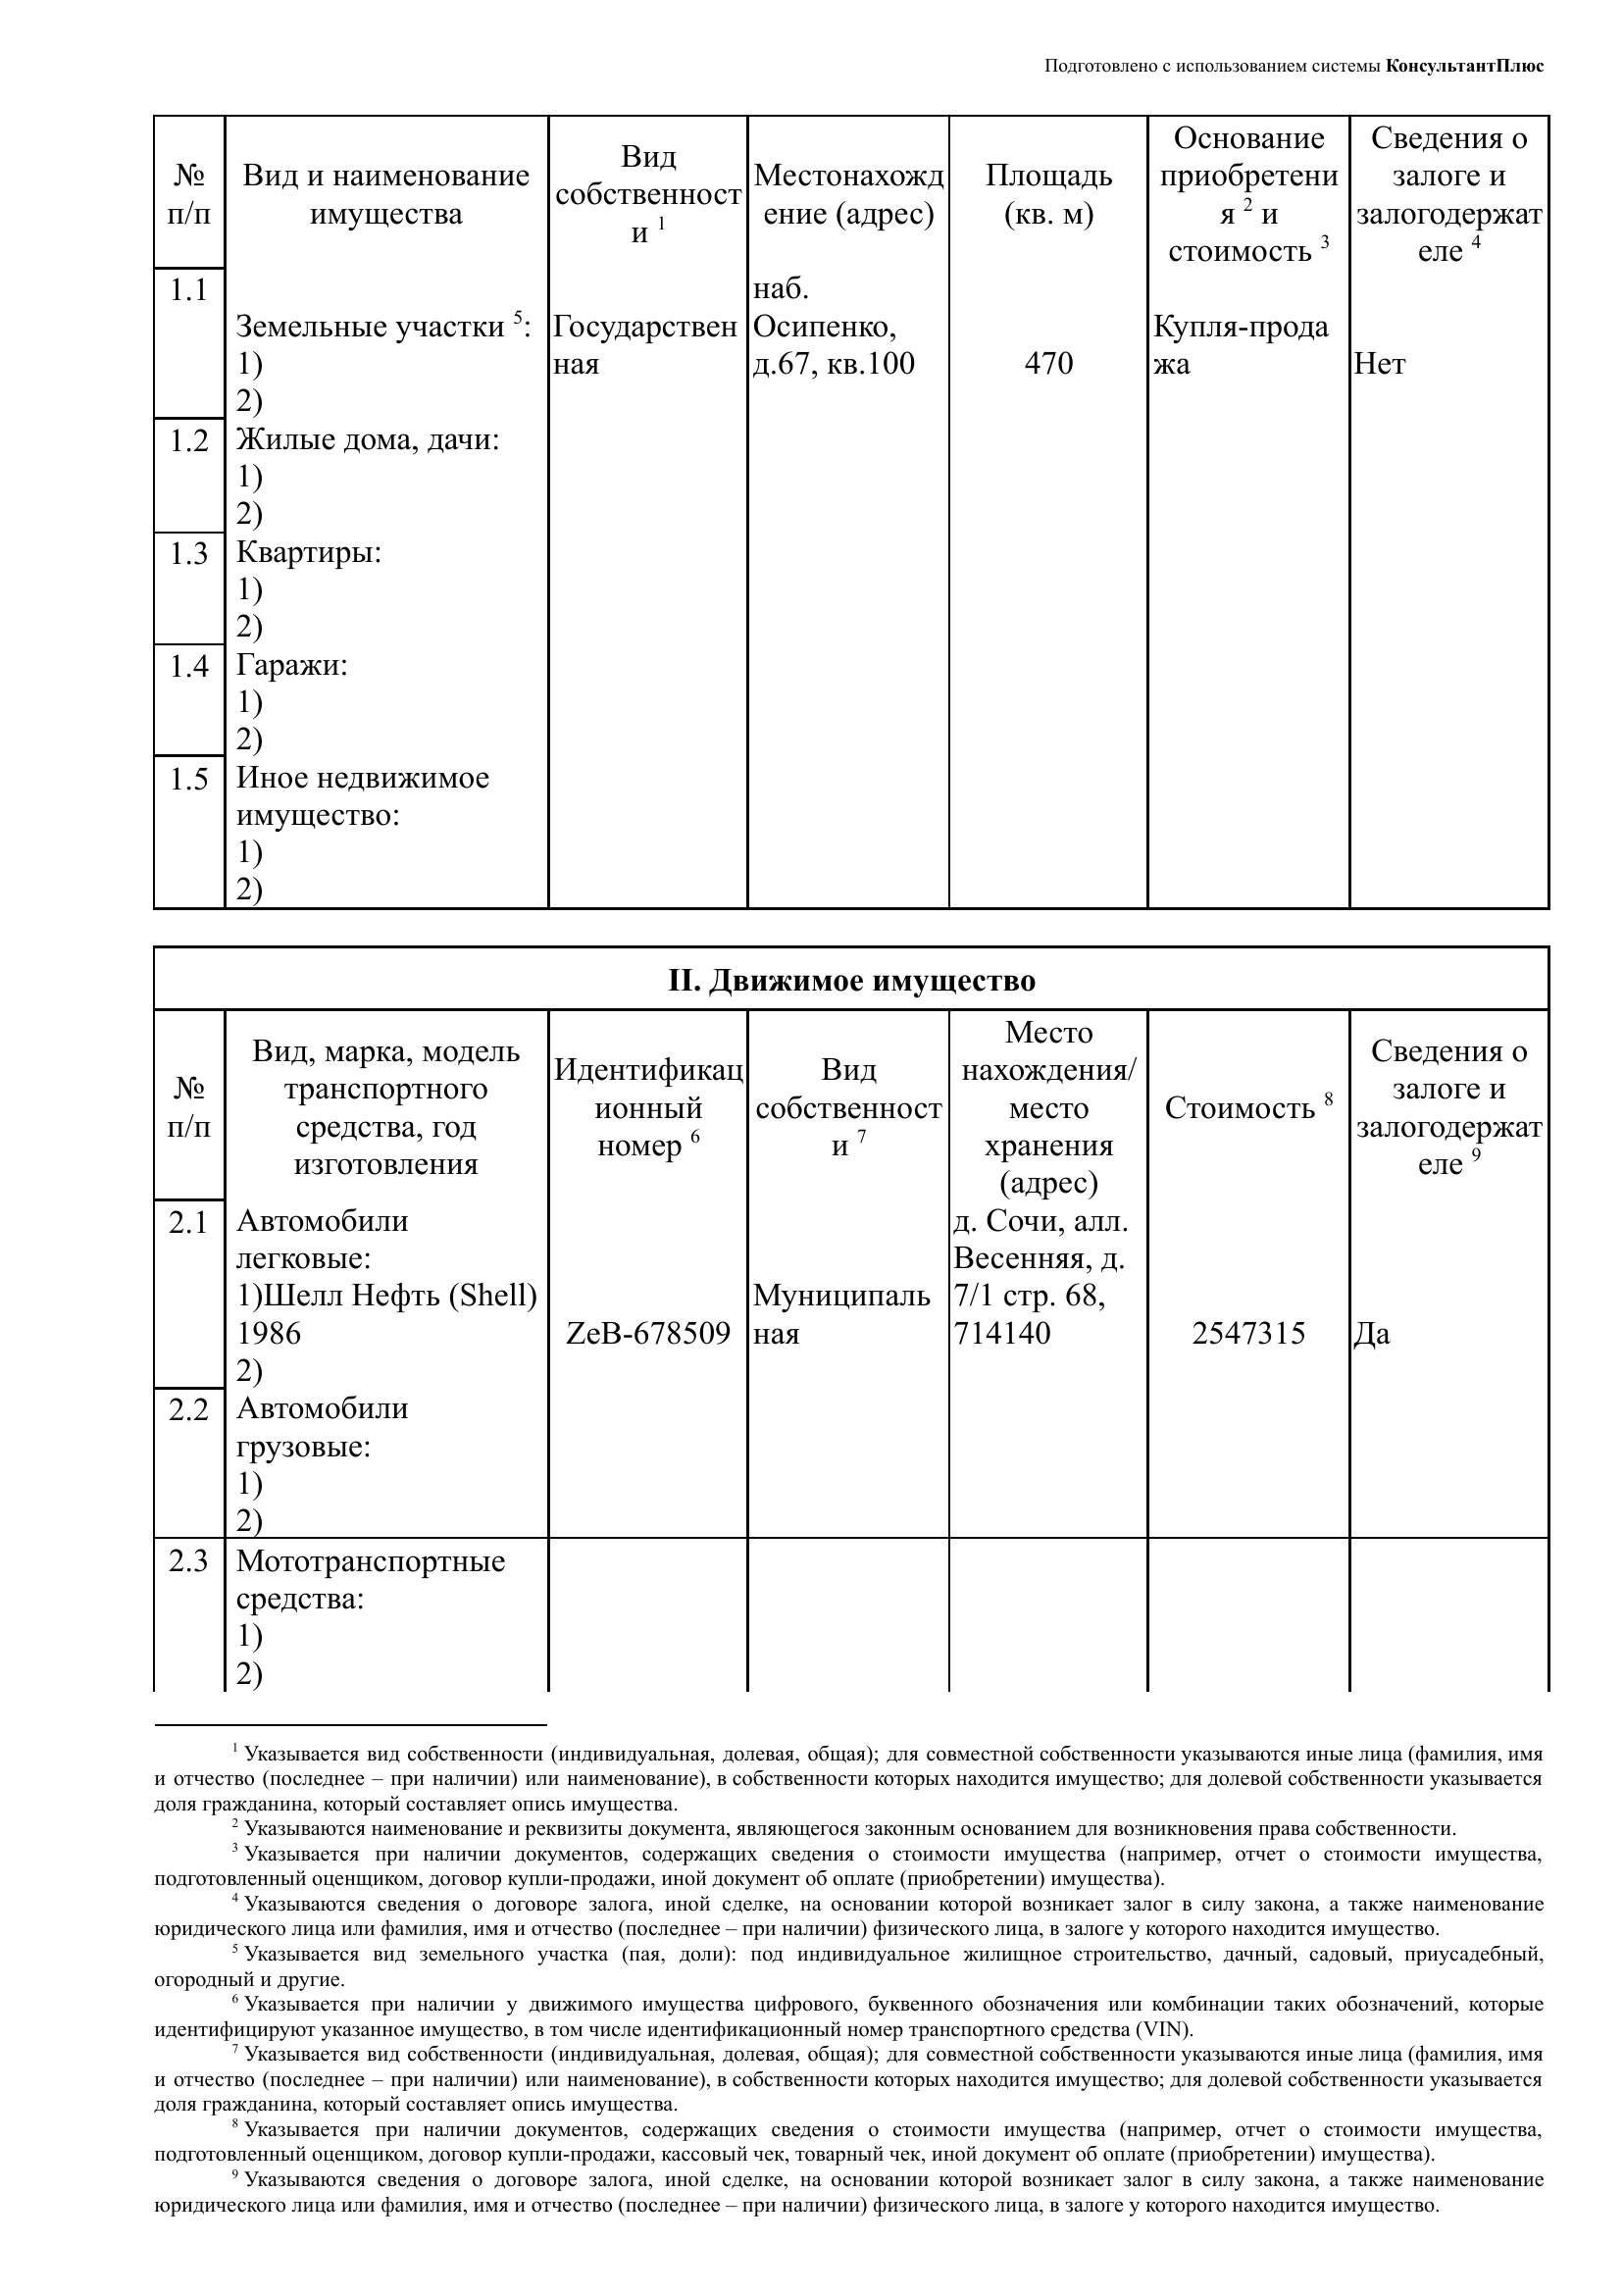 Подготовлено с использованием системы КонсультантПлюс
№ п/п
Вид и наименование имущества
Вид собственност и 1
Местонахожд ение (адрес)
Площадь (кв. м)
Основание приобретени я 2 и стоимость 3
Сведения о залоге и залогодержат еле 4
1.1
Земельные участки 5:
1)
2)
Государствен
ная
наб.
Осипенко,
д.67, кв.100
470
Купля-прода
жа
Нет
1.2
Жилые дома, дачи:
1)
2)
1.3
Квартиры:
1)
2)
1.4
Гаражи:
1)
2)
1.5
Иное недвижимое
имущество:
1)
2)
II. Движимое имущество
№ п/п
Вид, марка, модель транспортного средства, год изготовления
Идентификац ионный номер 6
Вид собственност и 7
Место нахождения/ место хранения (адрес)
Стоимость 8
Сведения о залоге и залогодержат еле 9
2.1
Автомобили
легковые:
1)Шелл Нефть (Shell)
1986
2)
ZeB-678509
Муниципаль
ная
д. Сочи, алл.
Весенняя, д.
7/1 стр. 68,
714140
2547315
Да
2.2
Автомобили
грузовые:
1)
2)
2.3
Мототранспортные
средства:
1)
2)
1 Указывается вид собственности (индивидуальная, долевая, общая); для совместной собственности указываются иные лица (фамилия, имя
и отчество (последнее – при наличии) или наименование), в собственности которых находится имущество; для долевой собственности указывается
доля гражданина, который составляет опись имущества.
2 Указываются наименование и реквизиты документа, являющегося законным основанием для возникновения права собственности.
3 Указывается при наличии документов, содержащих сведения о стоимости имущества (например, отчет о стоимости имущества,
подготовленный оценщиком, договор купли-продажи, иной документ об оплате (приобретении) имущества).
4 Указываются сведения о договоре залога, иной сделке, на основании которой возникает залог в силу закона, а также наименование
юридического лица или фамилия, имя и отчество (последнее – при наличии) физического лица, в залоге у которого находится имущество.
5 Указывается вид земельного участка (пая, доли): под индивидуальное жилищное строительство, дачный, садовый, приусадебный,
огородный и другие.
6 Указывается при наличии у движимого имущества цифрового, буквенного обозначения или комбинации таких обозначений, которые
идентифицируют указанное имущество, в том числе идентификационный номер транспортного средства (VIN).
7 Указывается вид собственности (индивидуальная, долевая, общая); для совместной собственности указываются иные лица (фамилия, имя
и отчество (последнее – при наличии) или наименование), в собственности которых находится имущество; для долевой собственности указывается
доля гражданина, который составляет опись имущества.
8 Указывается при наличии документов, содержащих сведения о стоимости имущества (например, отчет о стоимости имущества,
подготовленный оценщиком, договор купли-продажи, кассовый чек, товарный чек, иной документ об оплате (приобретении) имущества).
9 Указываются сведения о договоре залога, иной сделке, на основании которой возникает залог в силу закона, а также наименование
юридического лица или фамилия, имя и отчество (последнее – при наличии) физического лица, в залоге у которого находится имущество.